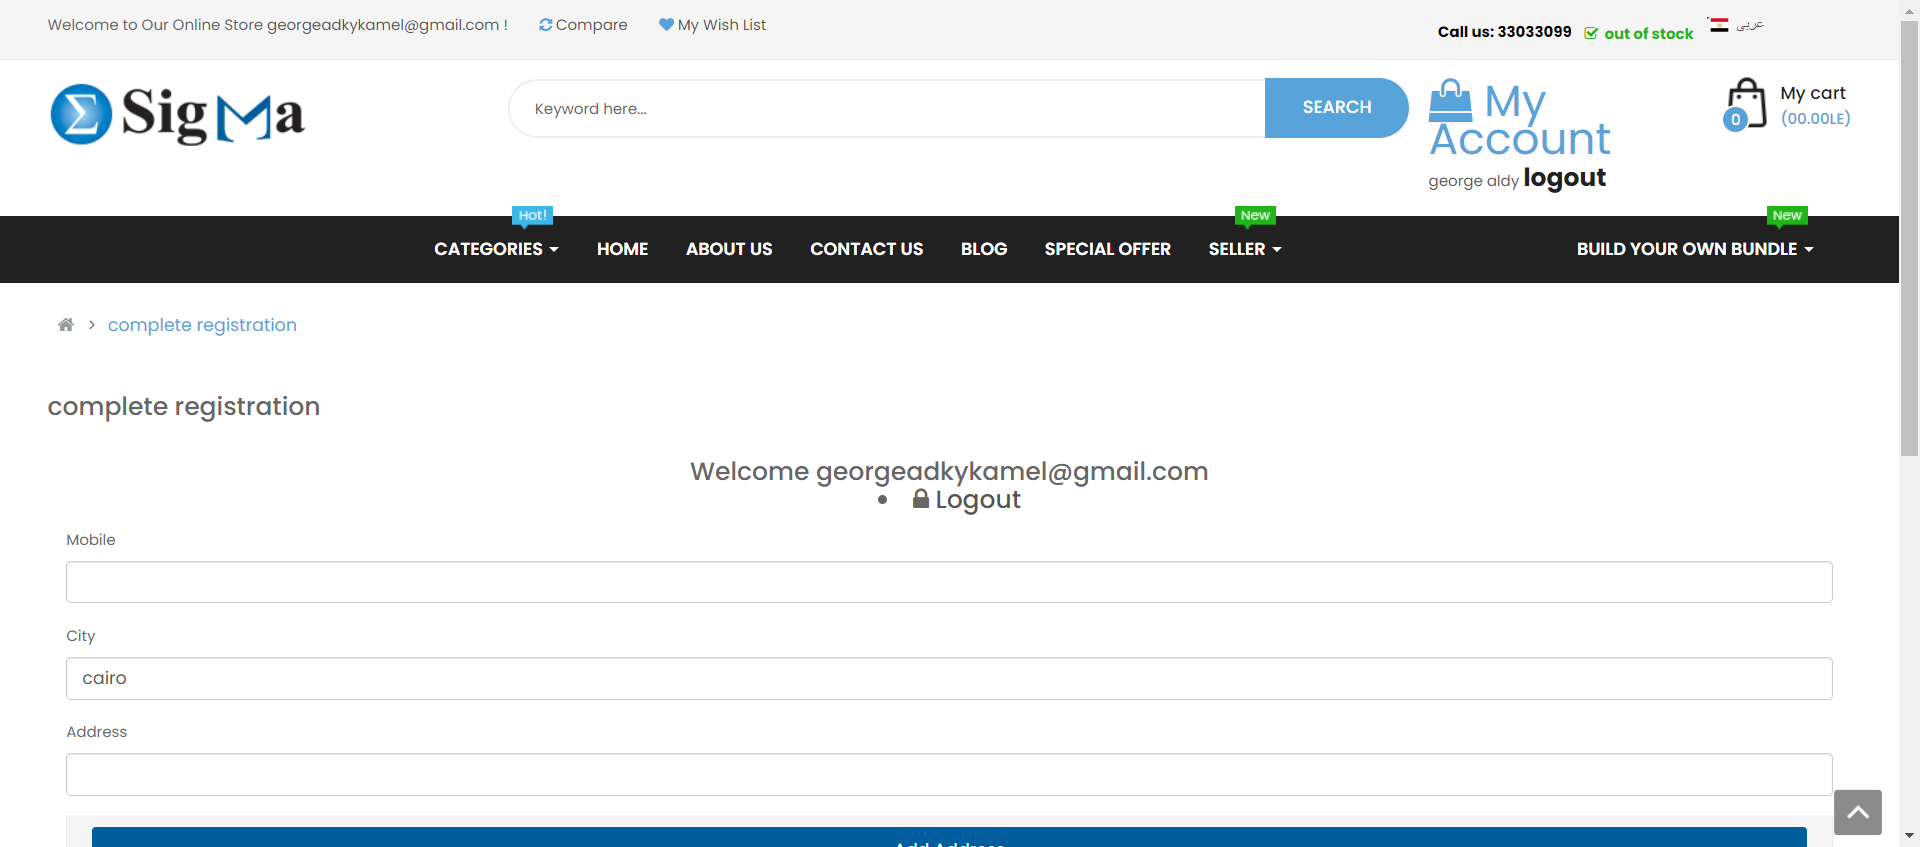 Welcome to Our Online Store georgeadkykamel@gmail.com !
Compare
My Wish List
Call us: 33033099
out of stock
عربى
Σ SigMa
Keyword here...
SEARCH
My Account
george aldy logout
0
My cart
(00.00LE)
Hot!
New
New
CATEGORIES
HOME
ABOUT US
CONTACT US
BLOG
SPECIAL OFFER
SELLER
BUILD YOUR OWN BUNDLE
complete registration
complete registration
Welcome georgeadkykamel@gmail.com
Logout
Mobile
City
cairo
Address
Add Address